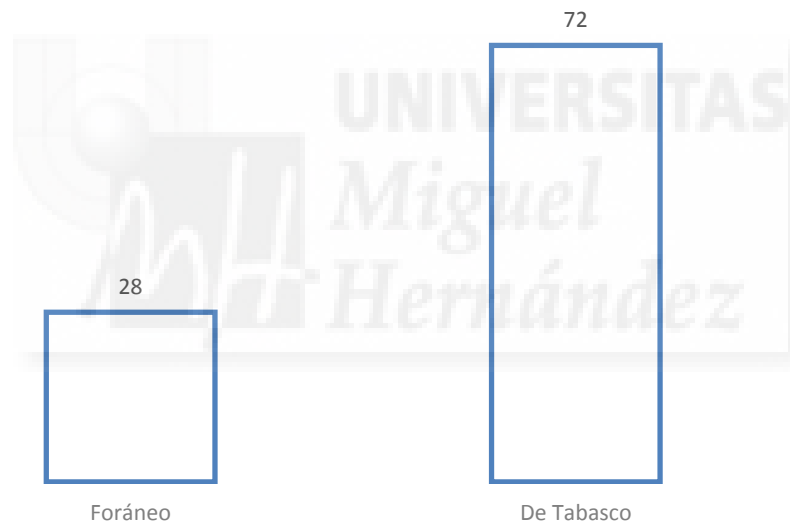 72
UNIVERSITAS
Miguel
Hernández
28
Foráneo
De Tabasco